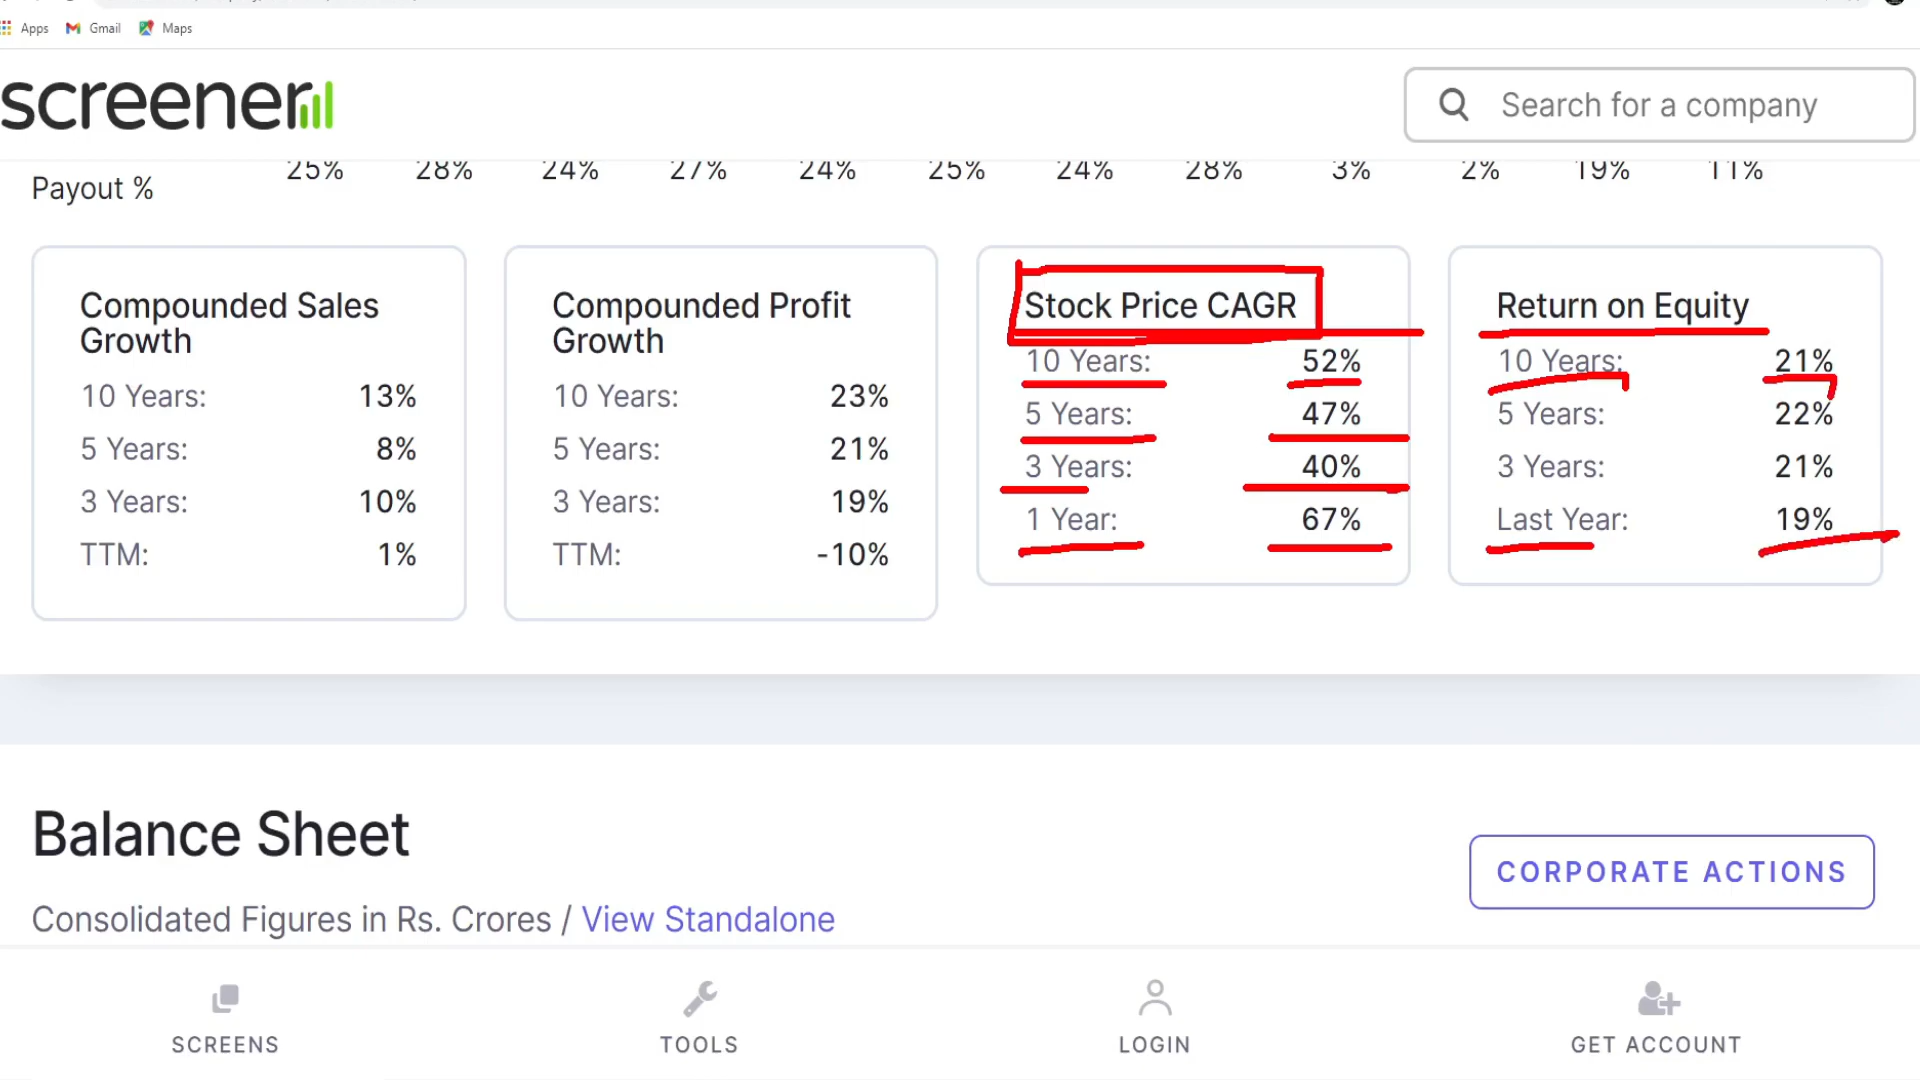 Apps Gmail Maps
screener
Search for a company
Payout % 25% 28% 24% 27% 24% 25% 24% 28% 3% 2% 19% 11%
Compounded Sales
Growth
10 Years: 13%
5 Years: 8%
3 Years: 10%
TTM: 1%
Compounded Profit
Growth
10 Years: 23%
5 Years: 21%
3 Years: 19%
TTM: -10%
Stock Price CAGR
10 Years: 52%
5 Years: 47%
3 Years: 40%
1 Year: 67%
Return on Equity
10 Years: 21%
5 Years: 22%
3 Years: 21%
Last Year: 19%
Balance Sheet
CORPORATE ACTIONS
Consolidated Figures in Rs. Crores / View Standalone
SCREENS TOOLS LOGIN GET ACCOUNT